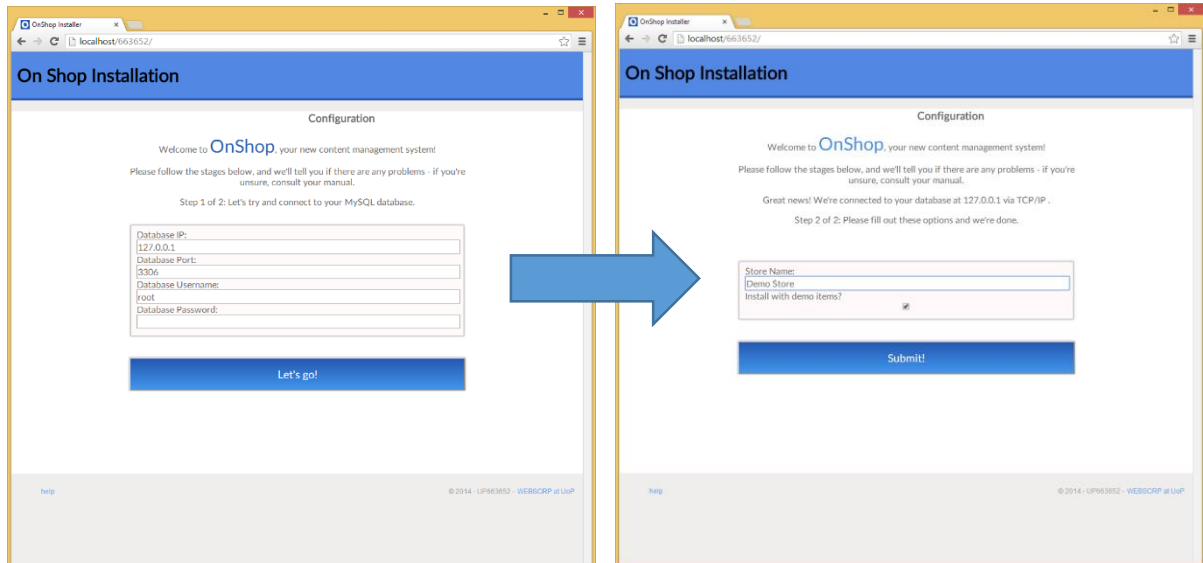 OnShop Installer
localhost/663652/
On Shop Installation
Configuration
Welcome to OnShop, your new content management system!
Please follow the stages below, and we'll tell you if there are any problems - if you're
unsure, consult your manual.
Step 1 of 2: Let's try and connect to your MySQL database.
Database IP:
127.0.0.1
Database Port:
3306
Database Username:
root
Database Password:
Let's go!
help
© 2014 - UP663652 - WEBSCRP at UoP
OnShop Installer
localhost/663652/
On Shop Installation
Configuration
Welcome to OnShop, your new content management system!
Please follow the stages below, and we'll tell you if there are any problems - if you're
unsure, consult your manual.
Great news! We're connected to your database at 127.0.0.1 via TCP/IP .
Step 2 of 2: Please fill out these options and we're done.
Store Name:
Demo Store
Install with demo items?
Submit!
help
© 2014 - UP663652 - WEBSCRP at UoP